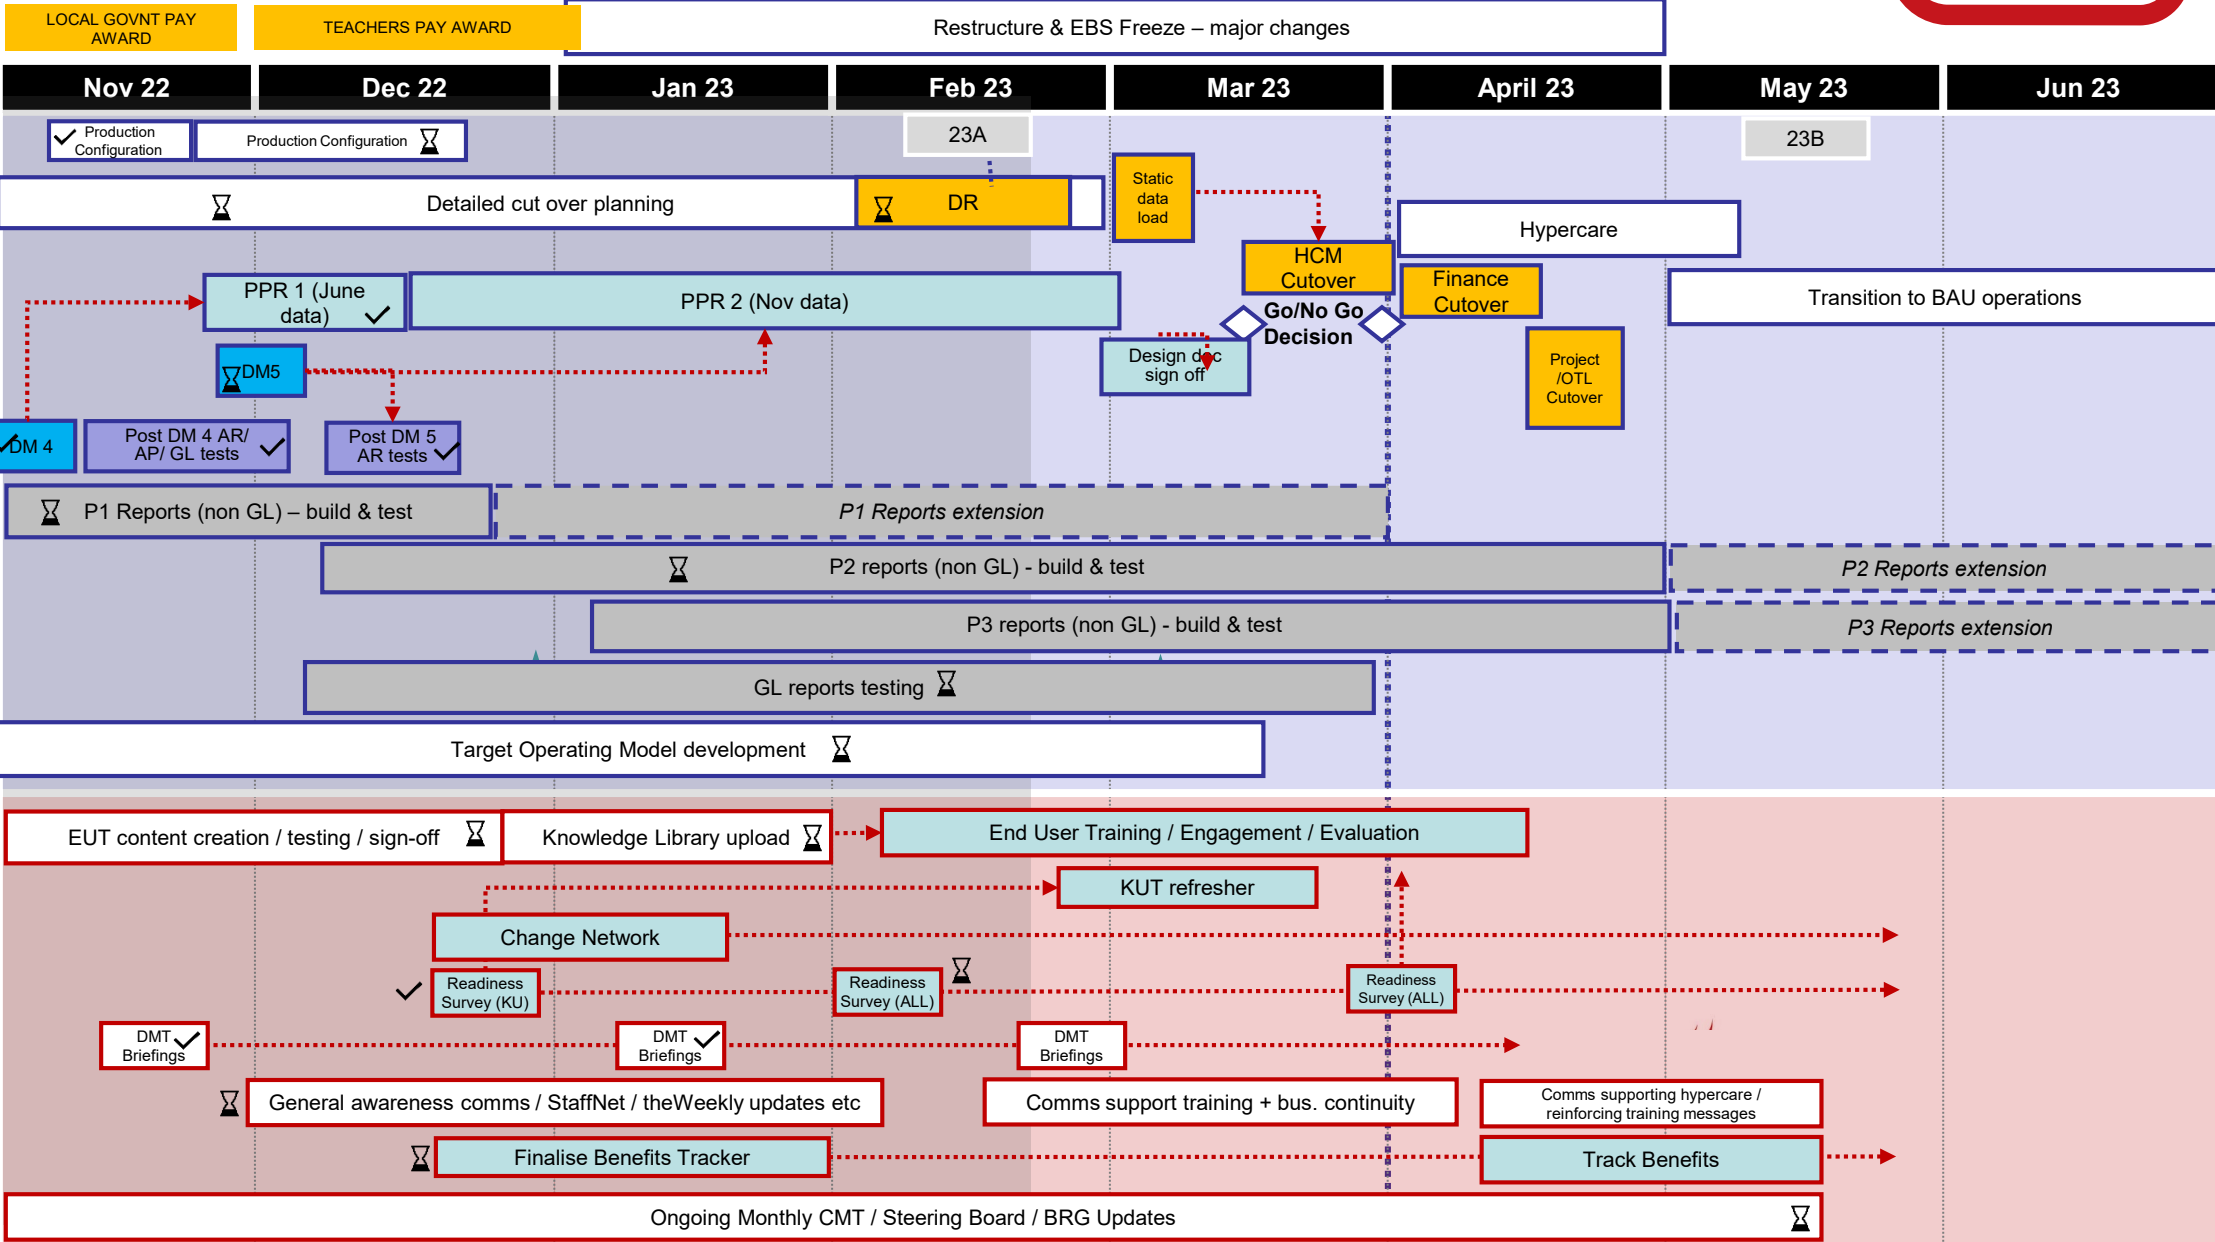 LOCAL GOVNT PAY
AWARD
TEACHERS PAY AWARD
Restructure & EBS Freeze – major changes
Nov 22
Dec 22
Jan 23
Feb 23
Mar 23
April 23
May 23
Jun 23
Production
Configuration
Production Configuration
23A
23B
Detailed cut over planning
DR
Static
data
load
Hypercare
HCM
Cutover
Finance
Cutover
PPR 1 (June
data)
PPR 2 (Nov data)
Transition to BAU operations
Go/No Go
Decision
DM5
Design doc
sign off
Project
/OTL
Cutover
DM 4
Post DM 4 AR/
AP/ GL tests
Post DM 5
AR tests
P1 Reports (non GL) – build & test
P1 Reports extension
P2 reports (non GL) - build & test
P2 Reports extension
P3 reports (non GL) - build & test
P3 Reports extension
GL reports testing
Target Operating Model development
EUT content creation / testing / sign-off
Knowledge Library upload
End User Training / Engagement / Evaluation
KUT refresher
Change Network
Readiness
Survey (KU)
Readiness
Survey (ALL)
Readiness
Survey (ALL)
DMT
Briefings
DMT
Briefings
DMT
Briefings
General awareness comms / StaffNet / theWeekly updates etc
Comms support training + bus. continuity
Comms supporting hypercare /
reinforcing training messages
Finalise Benefits Tracker
Track Benefits
Ongoing Monthly CMT / Steering Board / BRG Updates